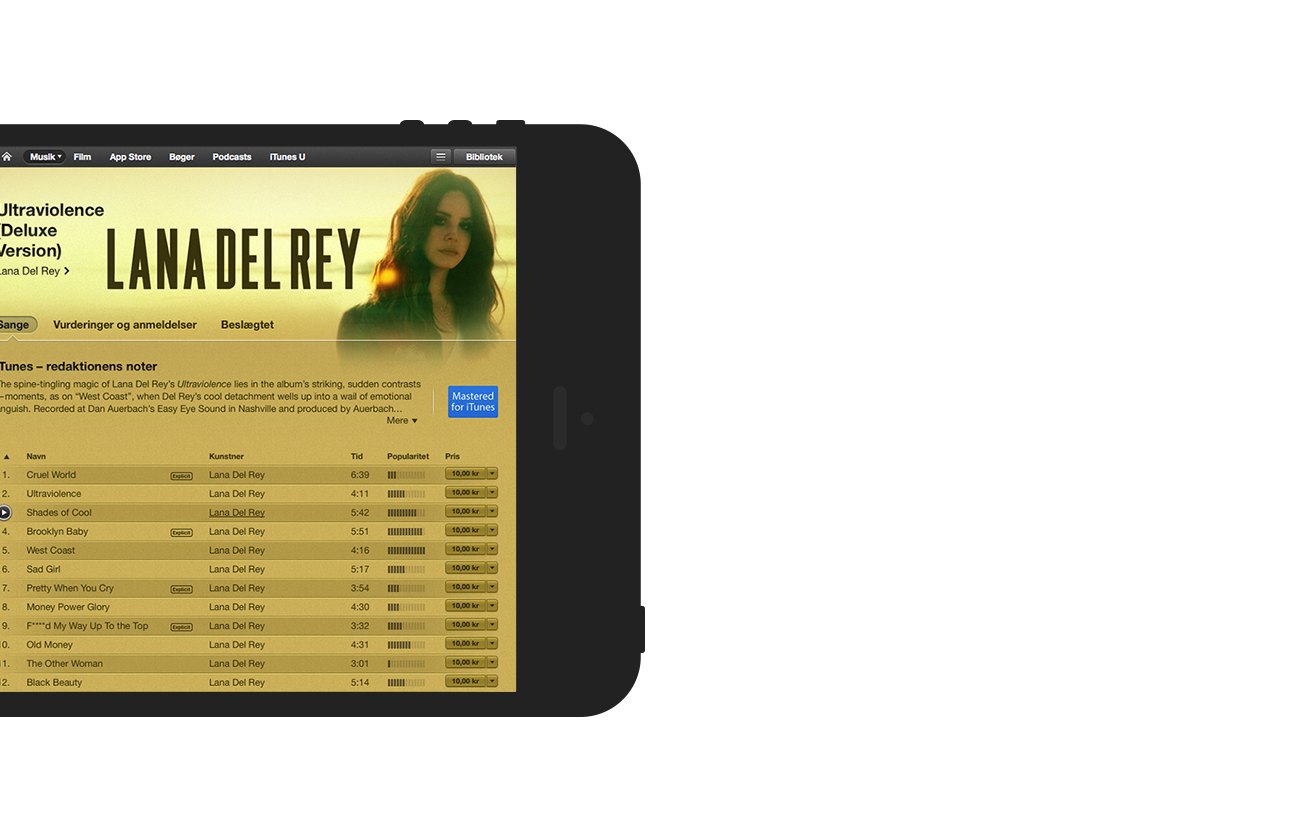 Musik Film App Store Bøger Podcasts iTunes U Bibliotek
Ultraviolence
(Deluxe
Version)
Lana Del Rey
LANA DEL REY
Sange Vurderinger og anmeldelser Beslægtet
iTunes – redaktionens noter
The spine-tingling magic of Lana Del Rey's Ultraviolence lies in the album's striking, sudden contrasts
–moments, as on “West Coast”, when Del Rey's cool detachment wells up into a wail of emotional
anguish. Recorded at Dan Auerbach's Easy Eye Sound in Nashville and produced by Auerbach…
Mere
Mastered
for iTunes
Navn Kunstner Tid Popularitet Pris
1. Cruel World Explicit Lana Del Rey 6:39 10,00 kr
2. Ultraviolence Lana Del Rey 4:11 10,00 kr
Shades of Cool Lana Del Rey 5:42 10,00 kr
4. Brooklyn Baby Explicit Lana Del Rey 5:51 10,00 kr
5. West Coast Lana Del Rey 4:16 10,00 kr
6. Sad Girl Lana Del Rey 5:17 10,00 kr
7. Pretty When You Cry Explicit Lana Del Rey 3:54 10,00 kr
8. Money Power Glory Lana Del Rey 4:30 10,00 kr
9. F****d My Way Up To the Top Explicit Lana Del Rey 3:32 10,00 kr
10. Old Money Lana Del Rey 4:31 10,00 kr
11. The Other Woman Lana Del Rey 3:01 10,00 kr
12. Black Beauty Lana Del Rey 5:14 10,00 kr